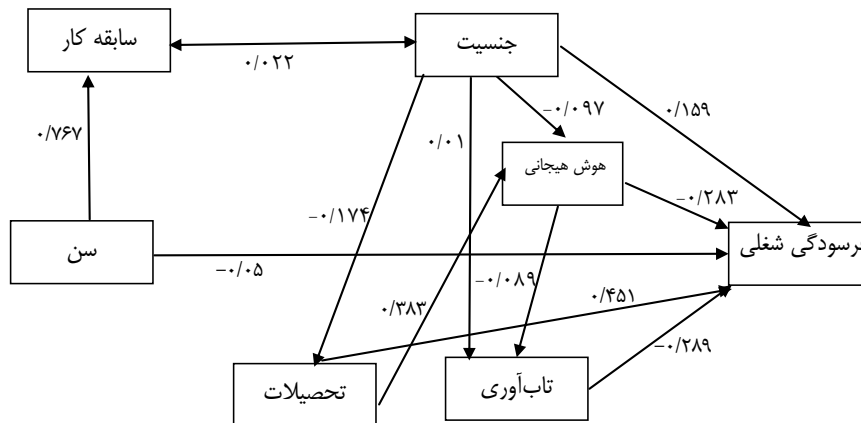 سابقه کار
جنسیت
۰/۰۲۲
۰/۷۶۷
−۰/۰۹۷
۰/۱۵۹
۰/۰۱
هوش هیجانی
−۰/۲۸۳
−۰/۱۷۴
سن
رسودگی شغلی
−۰/۰۵
−۰/۰۸۹
۰/۴۵۱
۰/۳۸۳
−۰/۲۸۹
تحصیلات
تاب‌آوری